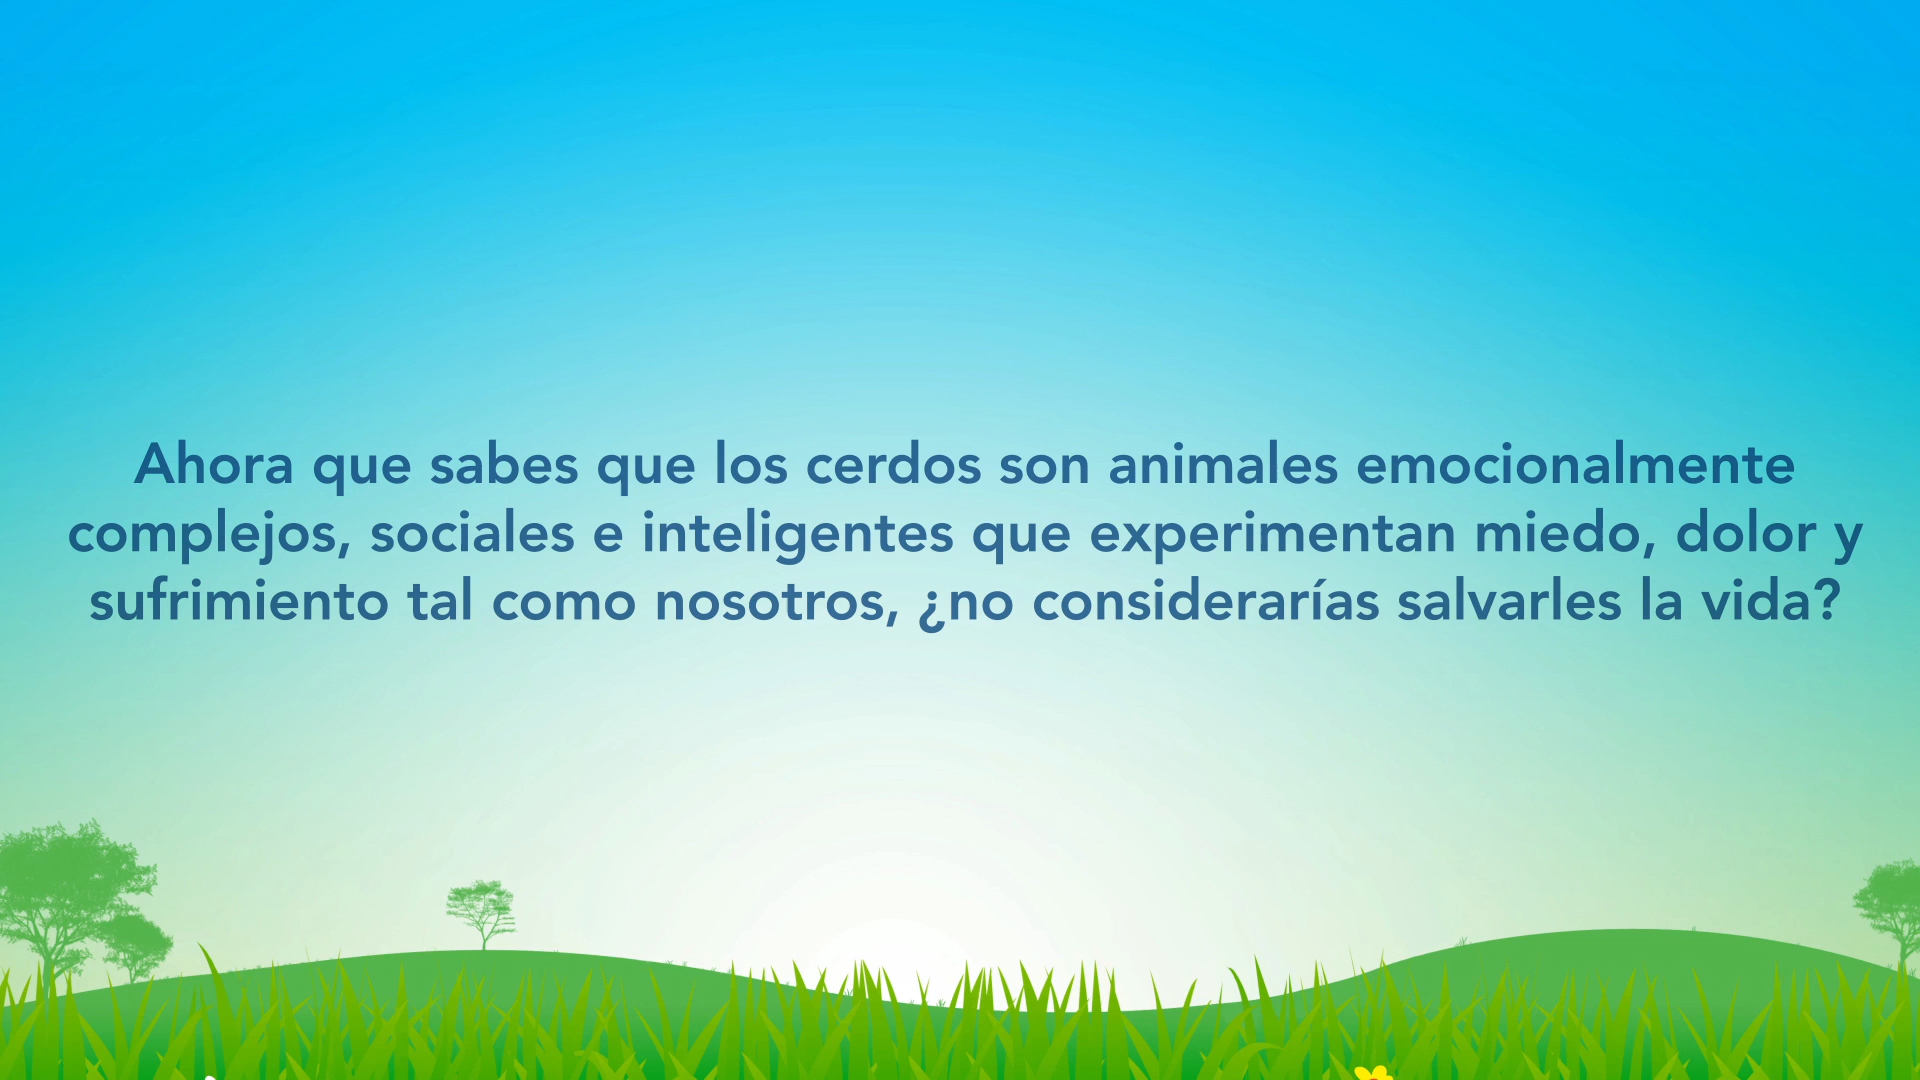 Ahora que sabes que los cerdos son animales emocionalmente
complejos, sociales e inteligentes que experimentan miedo, dolor y
sufrimiento tal como nosotros, ¿no considerarías salvarles la vida?